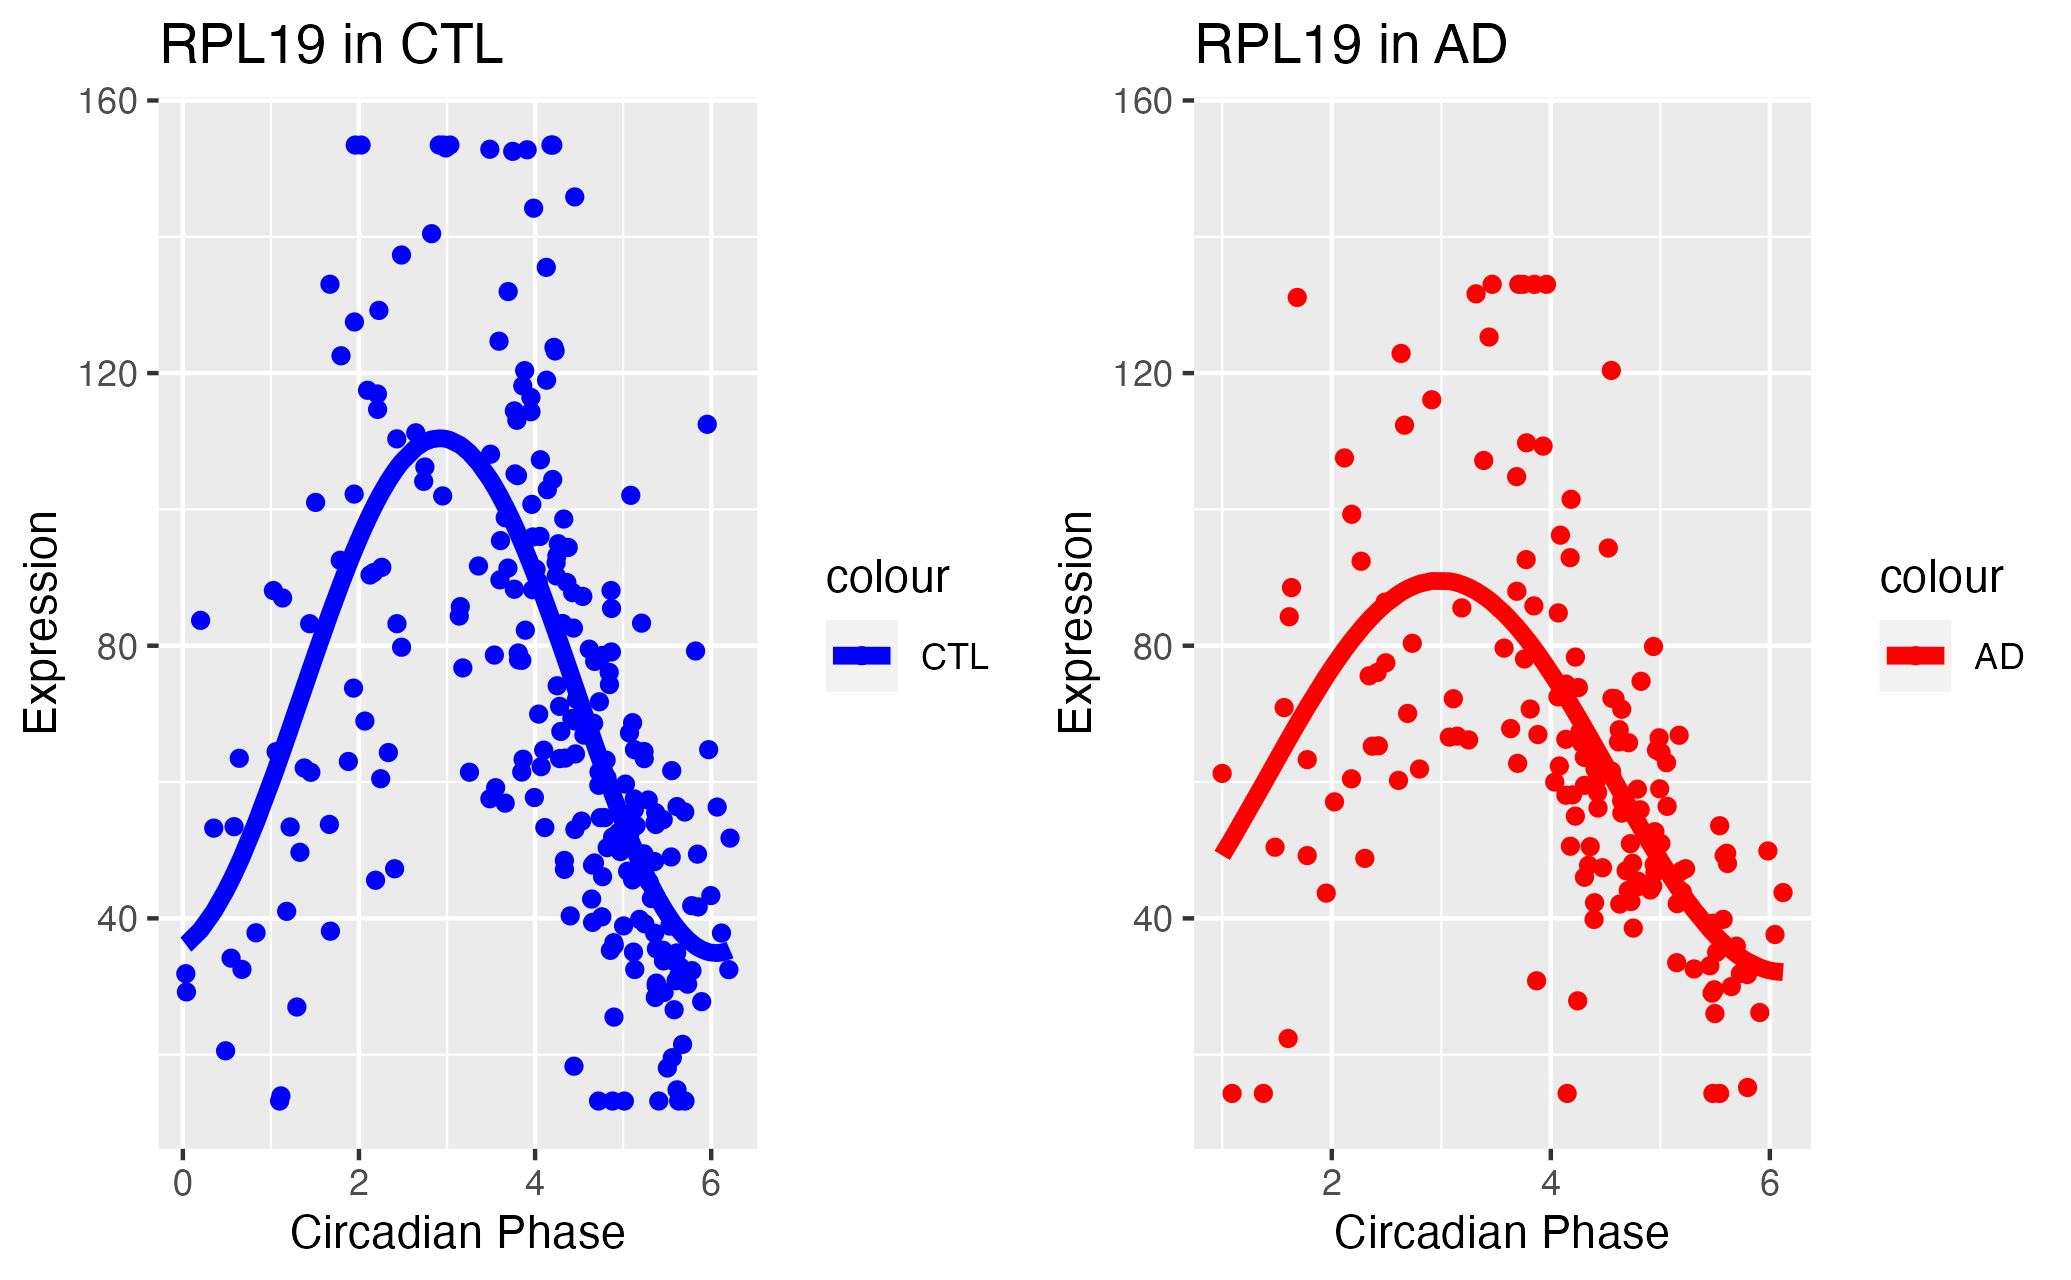 RPL19 in CTL
160
120
80
40
Expression
0 2 4 6
Circadian Phase
colour
CTL
RPL19 in AD
160
120
80
40
Expression
2 4 6
Circadian Phase
colour
AD